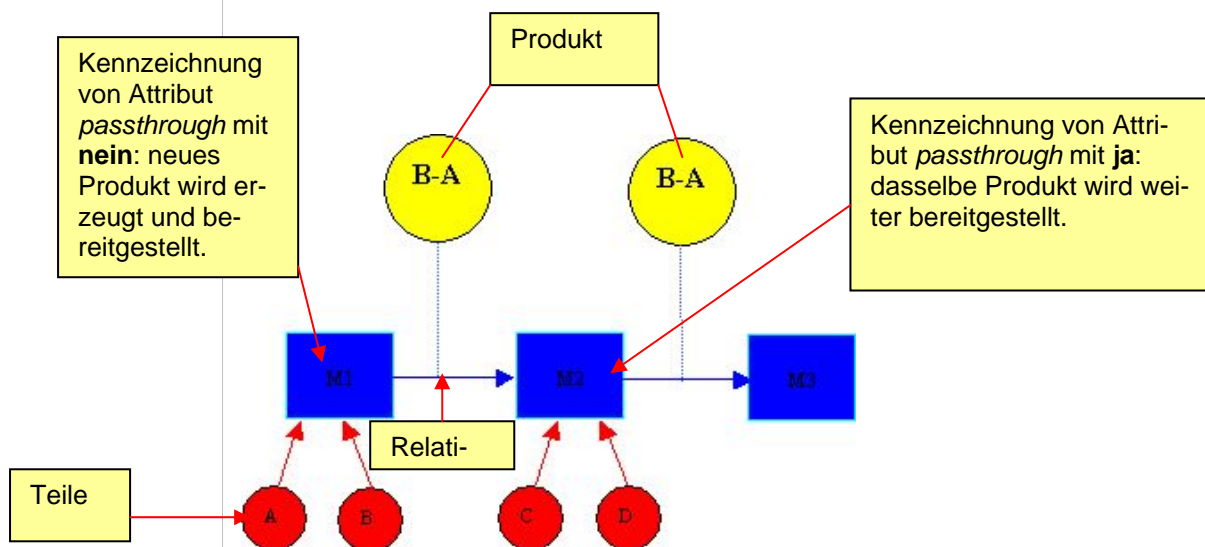 Produkt
Kennzeichnung
von Attribut
passthrough mit
nein: neues
Produkt wird er-
zeugt und be-
reitgestellt.
Kennzeichnung von Attri-
but passthrough mit ja:
dasselbe Produkt wird wei-
ter bereitgestellt.
B-A
B-A
M1
M2
M3
Relati-
Teile
A
B
C
D